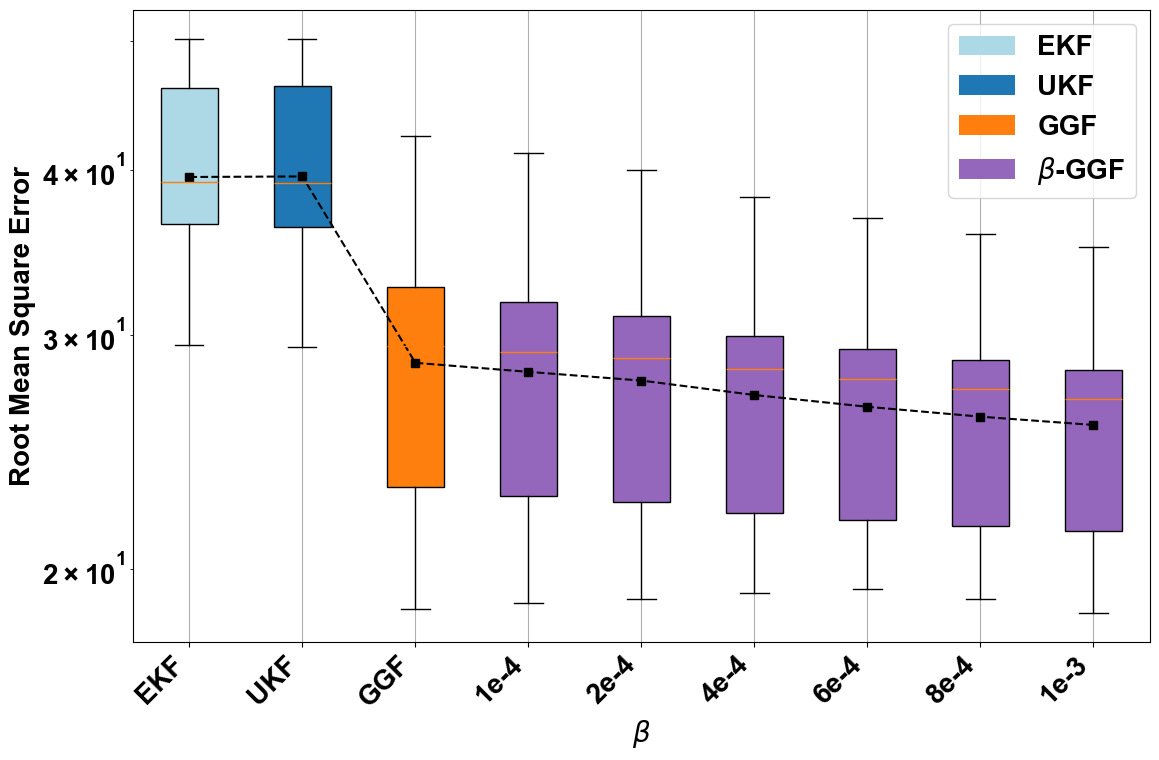 Root Mean Square Error
4 × 10¹
3 × 10¹
2 × 10¹
EKF
UKF
GGF
β-GGF
EKF
UKF
GGF
1e-4
2e-4
4e-4
6e-4
8e-4
1e-3
β